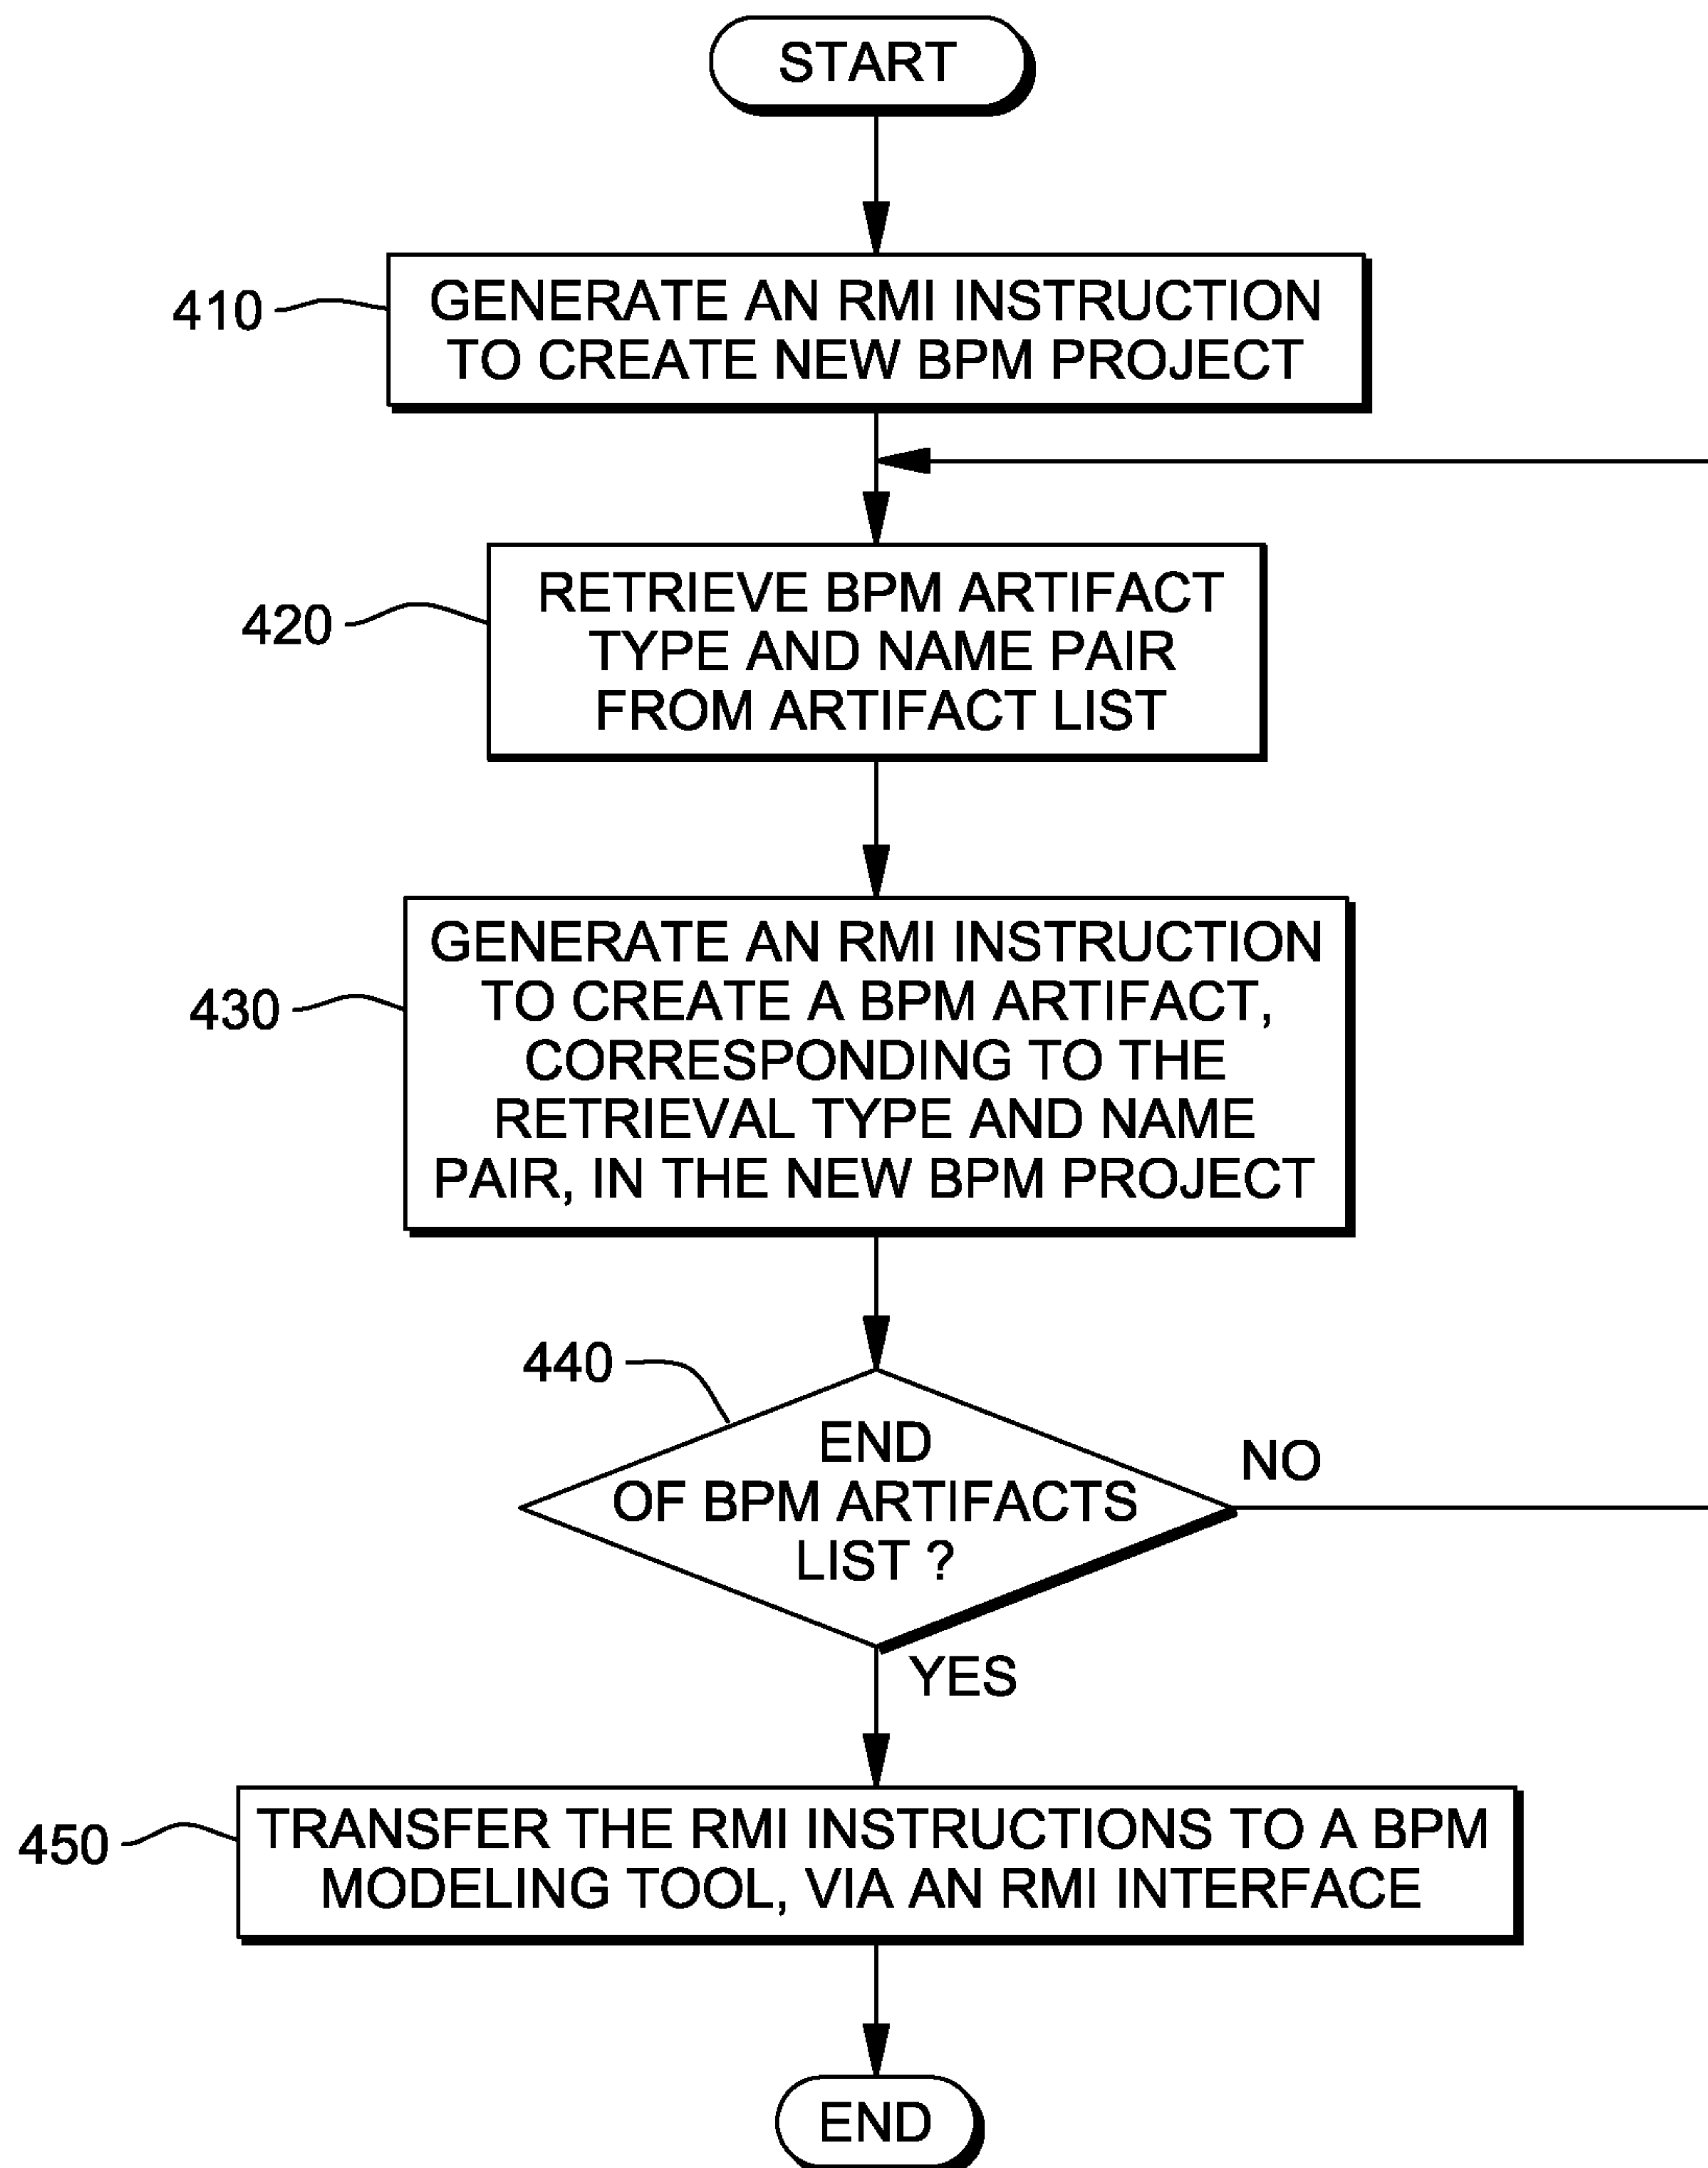 START
410
GENERATE AN RMI INSTRUCTION
TO CREATE NEW BPM PROJECT
420
RETRIEVE BPM ARTIFACT
TYPE AND NAME PAIR
FROM ARTIFACT LIST
430
GENERATE AN RMI INSTRUCTION
TO CREATE A BPM ARTIFACT,
CORRESPONDING TO THE
RETRIEVAL TYPE AND NAME
PAIR, IN THE NEW BPM PROJECT
440
END
OF BPM ARTIFACTS
LIST ?
NO
YES
450
TRANSFER THE RMI INSTRUCTIONS TO A BPM
MODELING TOOL, VIA AN RMI INTERFACE
END